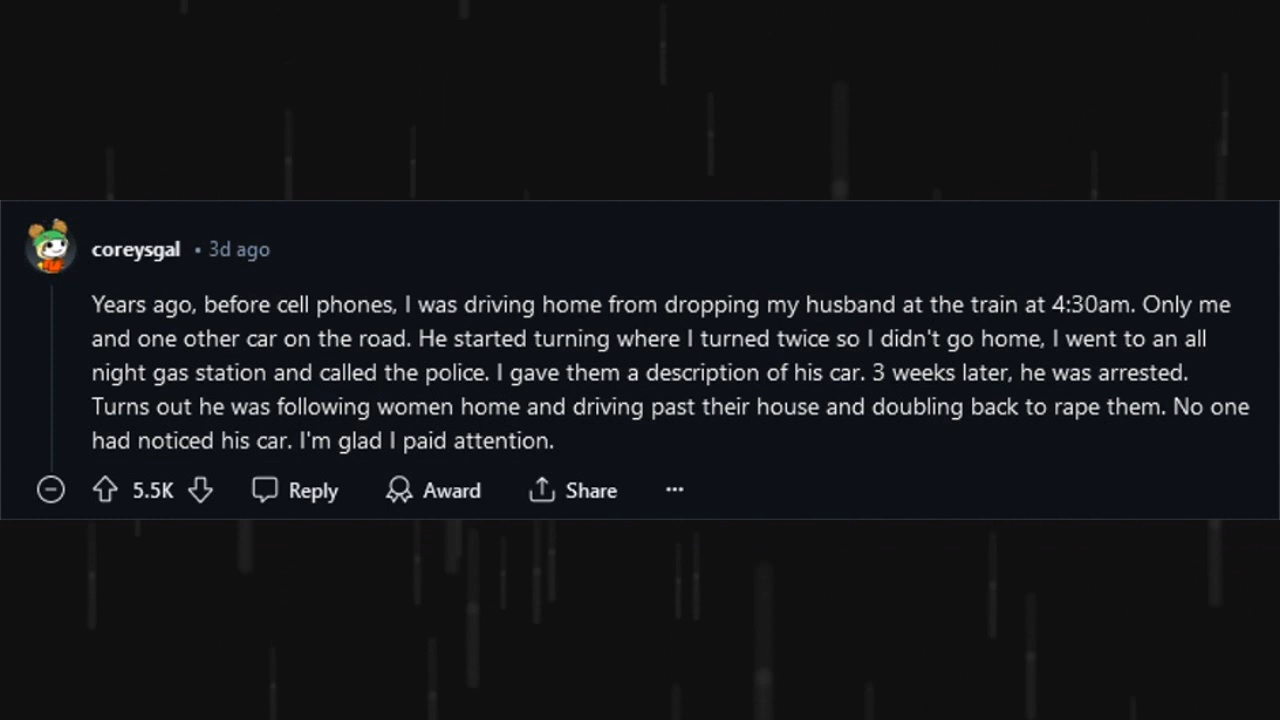 coreysgal • 3d ago
Years ago, before cell phones, I was driving home from dropping my husband at the train at 4:30am. Only me
and one other car on the road. He started turning where I turned twice so I didn't go home, I went to an all
night gas station and called the police. I gave them a description of his car. 3 weeks later, he was arrested.
Turns out he was following women home and driving past their house and doubling back to rape them. No one
had noticed his car. I'm glad I paid attention.
5.5K Reply Award Share ...